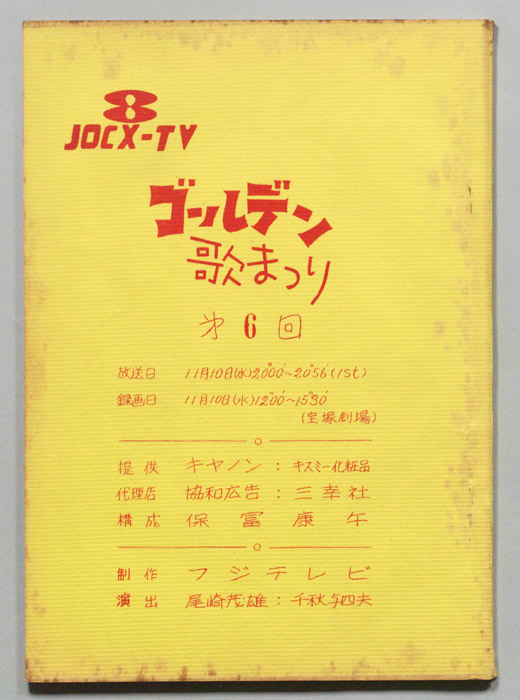 8
JOCX-TV
ゴールデン
歌まつり
第6回
放送日 11月10日(水)20°00'~20°56'(1st)
録画日 11月10日(水)12°00'~15°30'
(宝塚劇場)
提供 キヤノン:キスミー化粧品
代理店 協和広告:三幸社
構成 保富康午
制作 フジテレビ
演出 尾崎茂雄:千秋与四夫